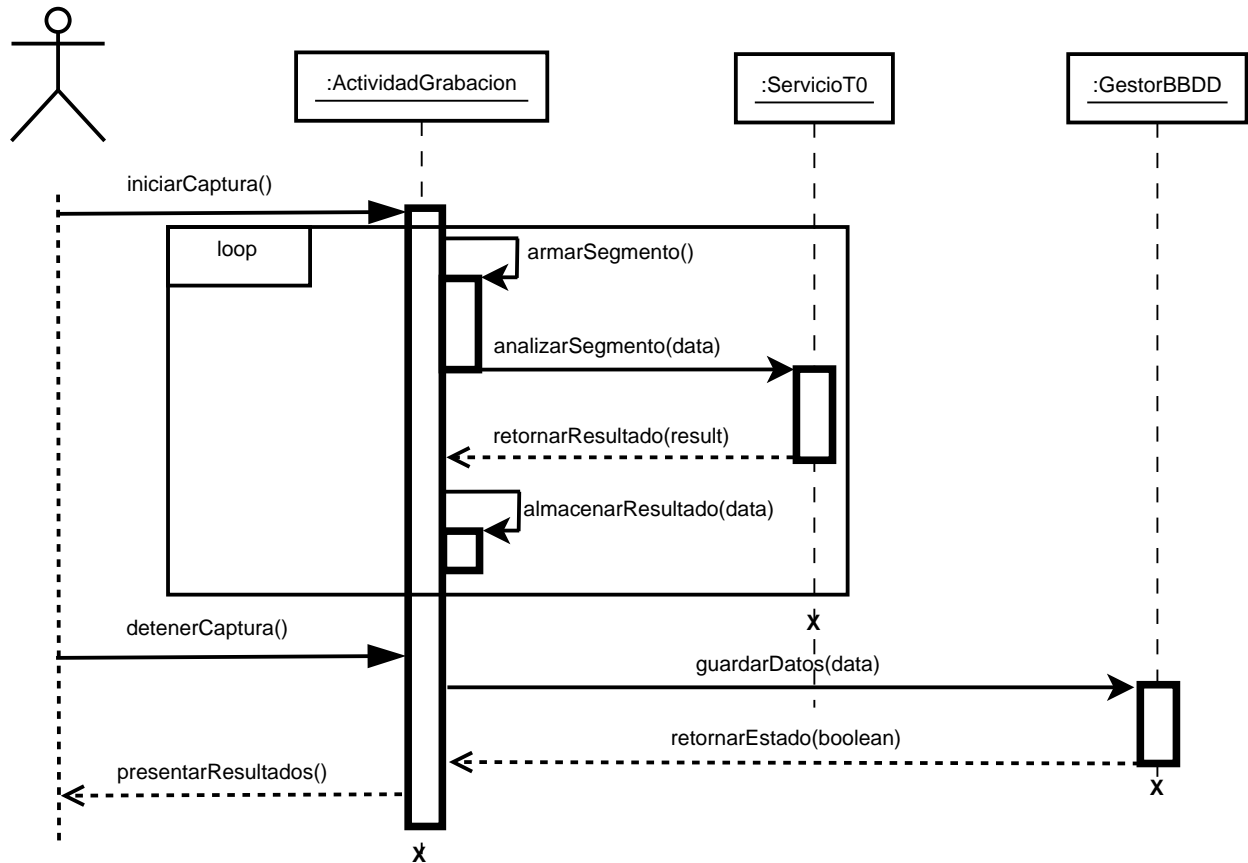 :ActividadGrabacion
:ServicioT0
:GestorBBDD
iniciarCaptura()
loop
armarSegmento()
analizarSegmento(data)
retornarResultado(result)
almacenarResultado(data)
X
detenerCaptura()
guardarDatos(data)
retornarEstado(boolean)
presentarResultados()
X
X